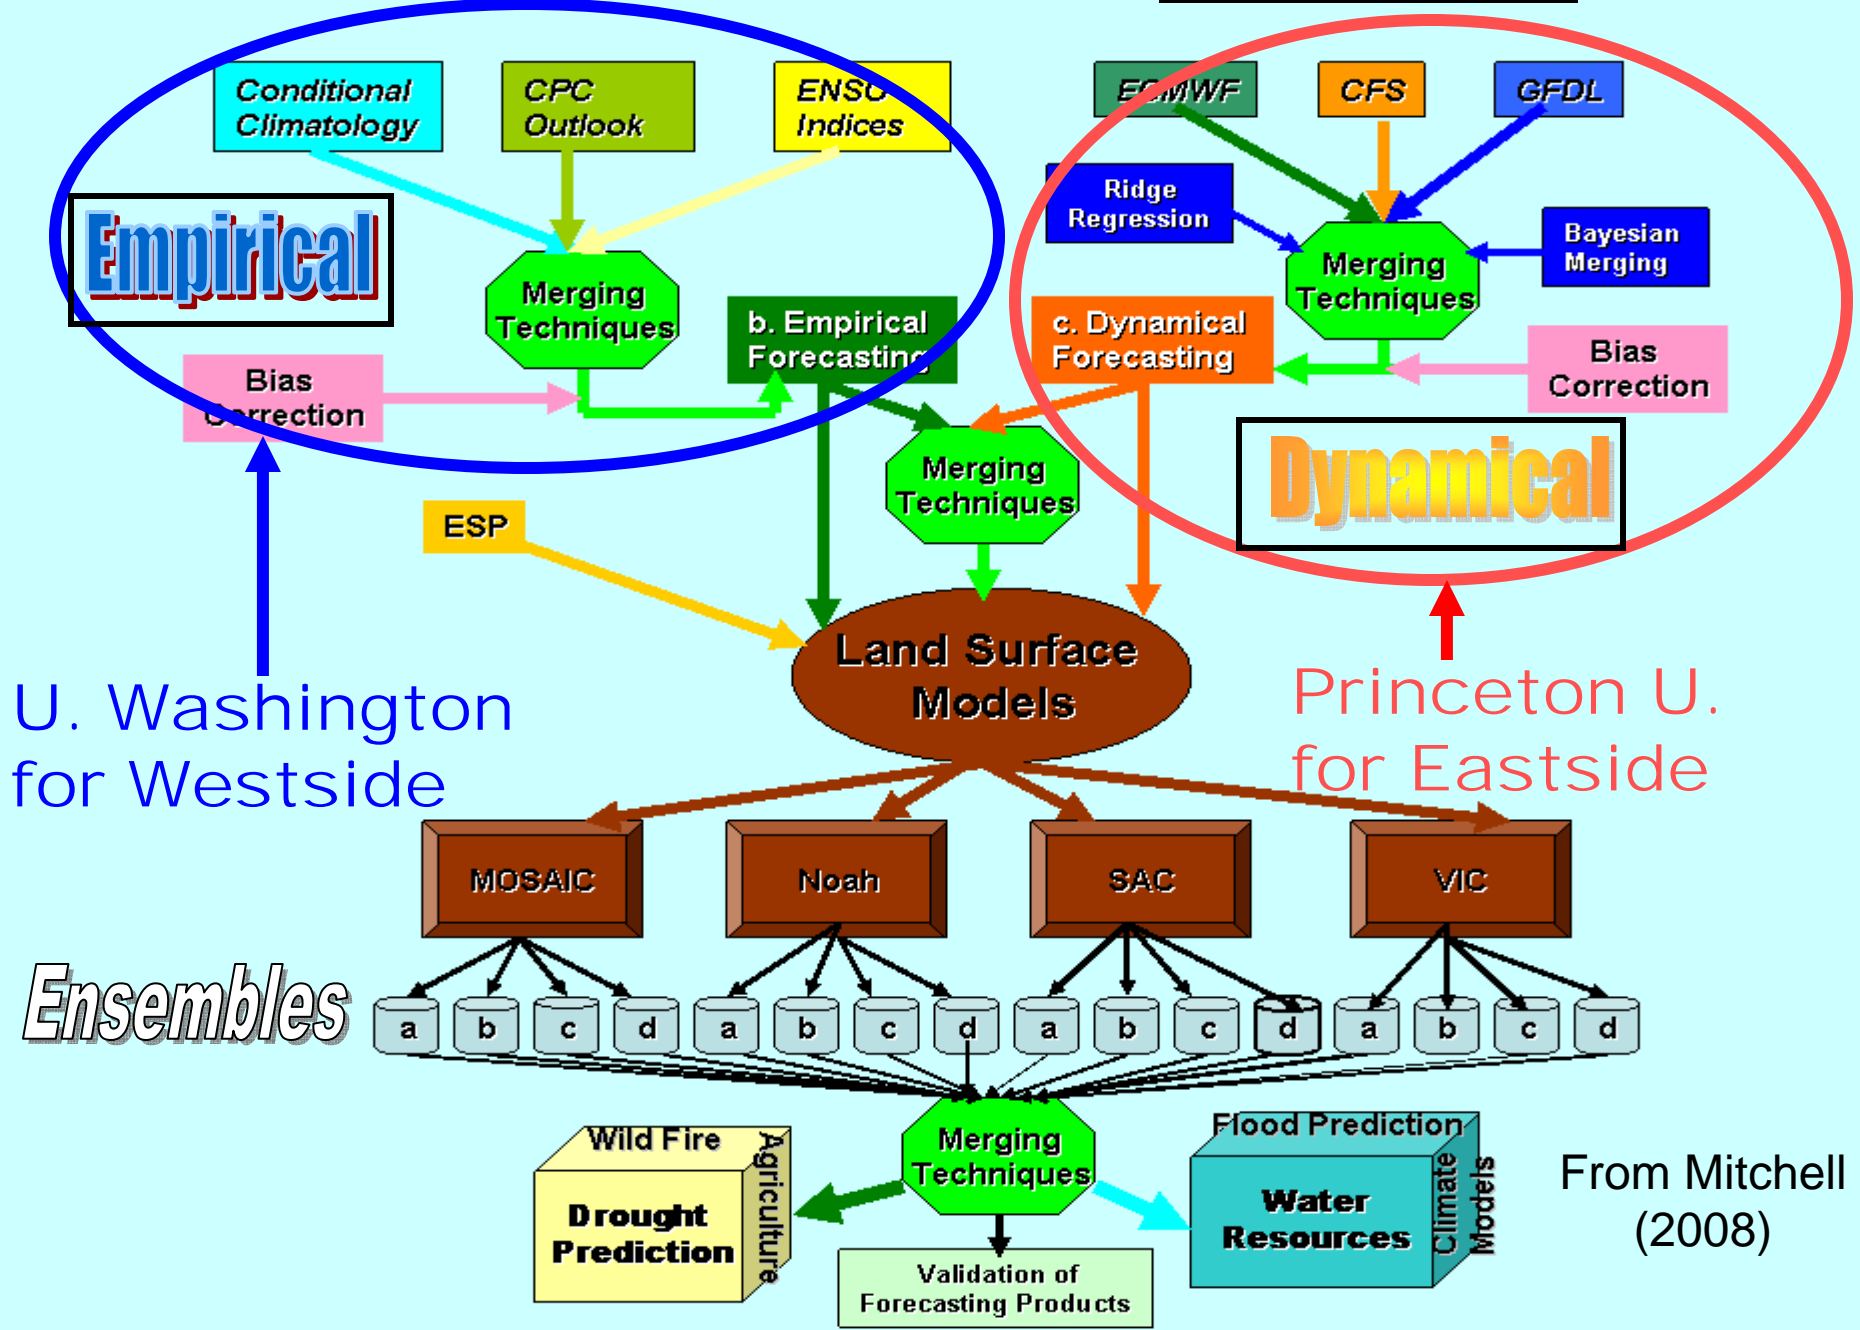 Conditional
Climatology
CPC
Outlook
ENSO
Indices
ECMWF
CFS
GFDL
Ridge
Regression
Bayesian
Merging
Empirical
Merging
Techniques
Merging
Techniques
b. Empirical
Forecasting
c. Dynamical
Forecasting
Bias
Correction
Bias
Correction
Merging
Techniques
Dynamical
ESP
Land Surface
Models
U. Washington
for Westside
Princeton U.
for Eastside
MOSAIC
Noah
SAC
VIC
Ensembles
a b c d a b c d a b c d a b c d
Merging
Techniques
Wild Fire
Agriculture
Drought
Prediction
Flood Prediction
Climate
Models
Water
Resources
Validation of
Forecasting Products
From Mitchell
(2008)